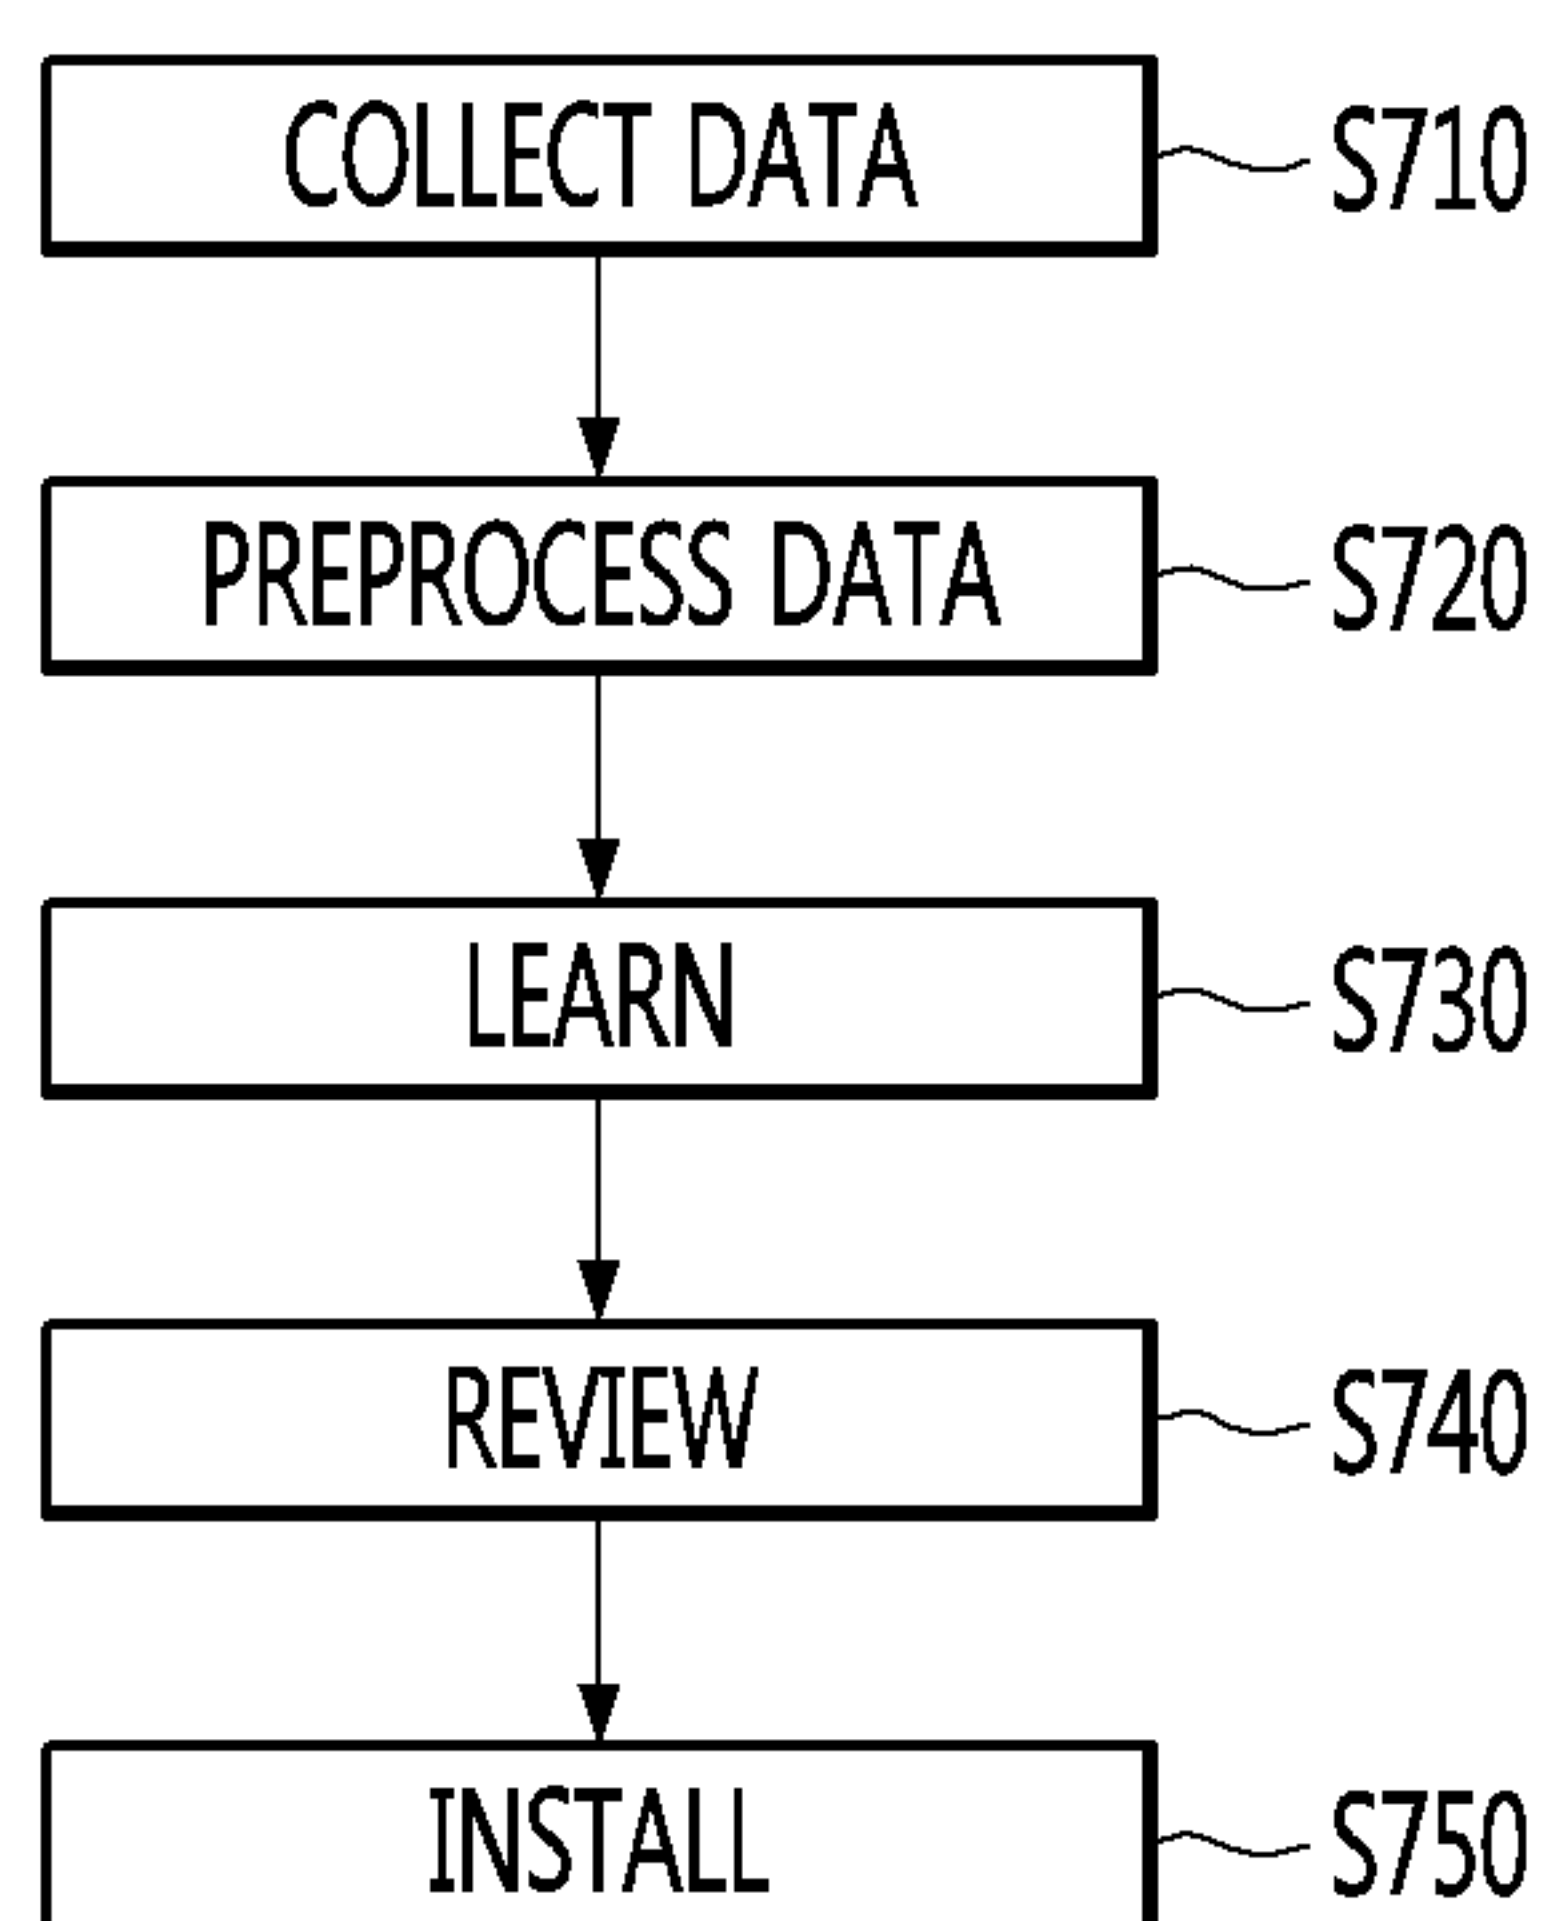 COLLECT DATA S710
PREPROCESS DATA S720
LEARN S730
REVIEW S740
INSTALL S750